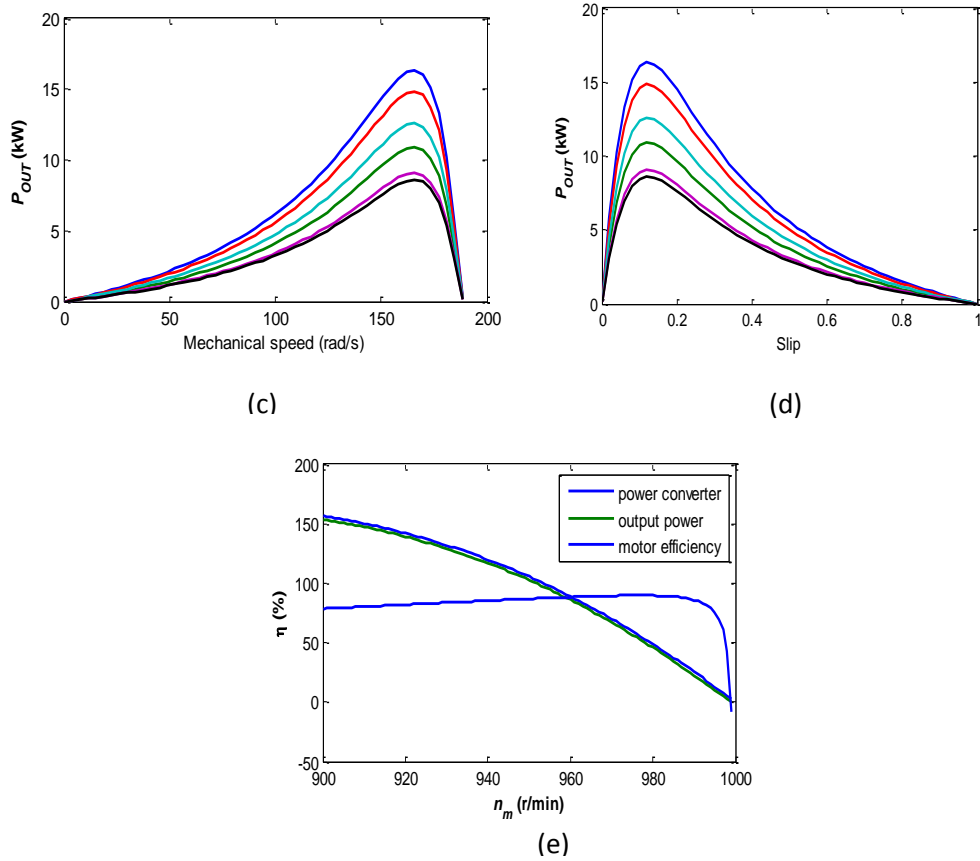 20
15
10
5
0
P_OUT (kW)
0 50 100 150 200
Mechanical speed (rad/s)
(c)
20
15
10
5
0
P_OUT (kW)
0 0.2 0.4 0.6 0.8 1
Slip
(d)
200
150
100
50
0
-50
η (%)
power converter
output power
motor efficiency
900 920 940 960 980 1000
n_m (r/min)
(e)